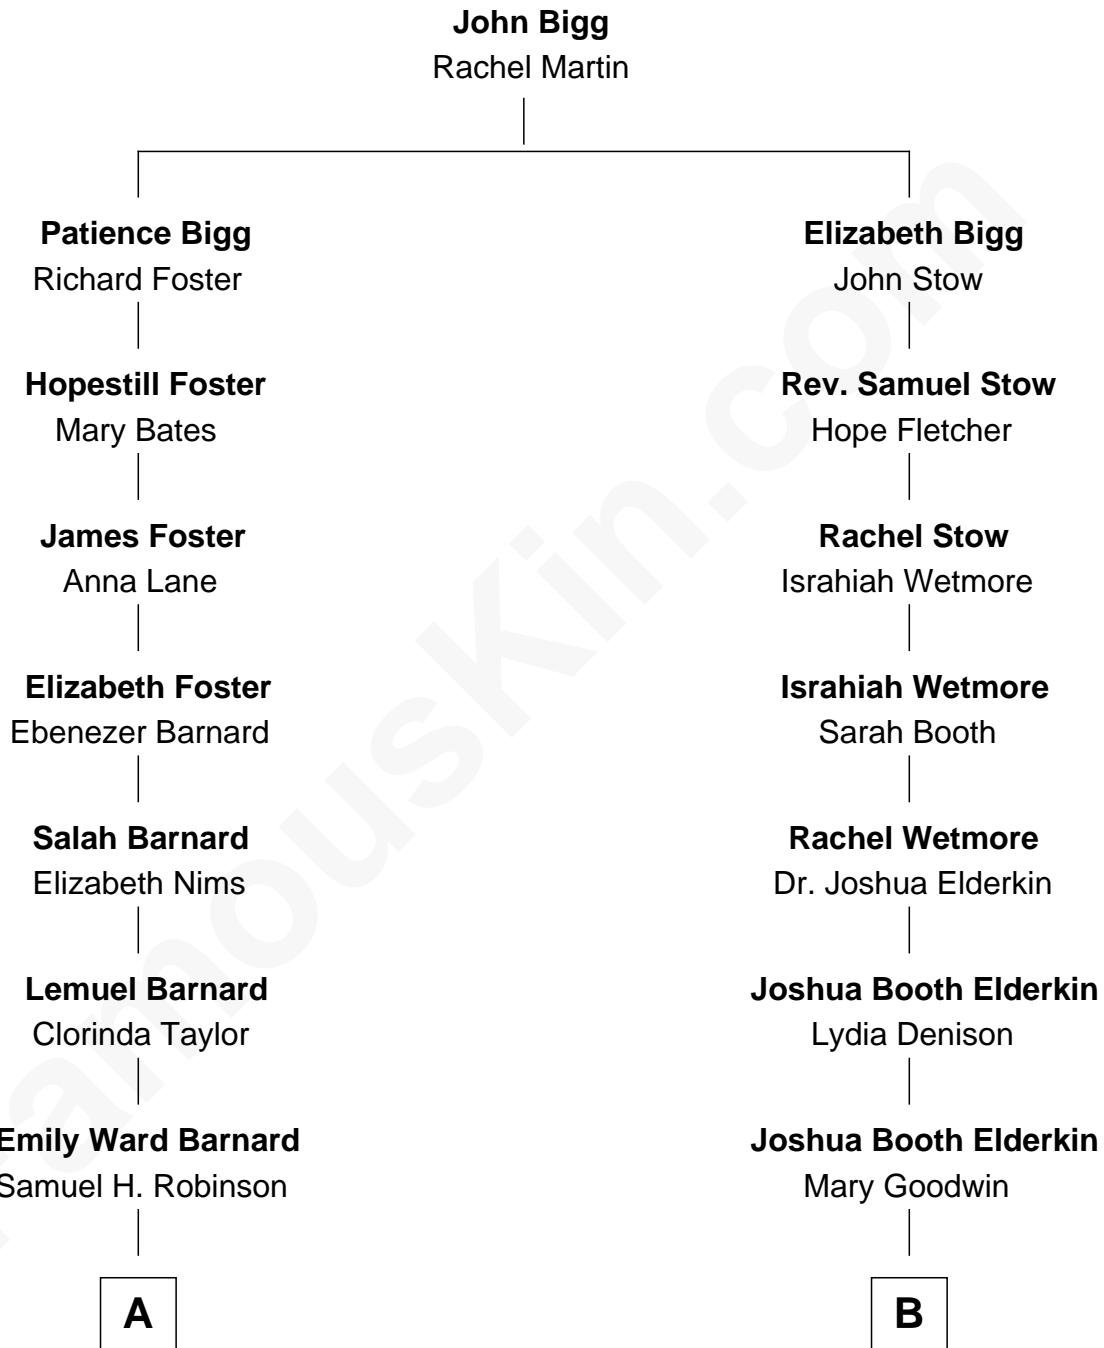 John Bigg
Rachel Martin
Patience Bigg
Richard Foster
Elizabeth Bigg
John Stow
Hopestill Foster
Mary Bates
Rev. Samuel Stow
Hope Fletcher
James Foster
Anna Lane
Rachel Stow
Israhiah Wetmore
Elizabeth Foster
Ebenezer Barnard
Israhiah Wetmore
Sarah Booth
Salah Barnard
Elizabeth Nims
Rachel Wetmore
Dr. Joshua Elderkin
Lemuel Barnard
Clorinda Taylor
Joshua Booth Elderkin
Lydia Denison
Emily Ward Barnard
Samuel H. Robinson
Joshua Booth Elderkin
Mary Goodwin
A
B
FamousKin.com